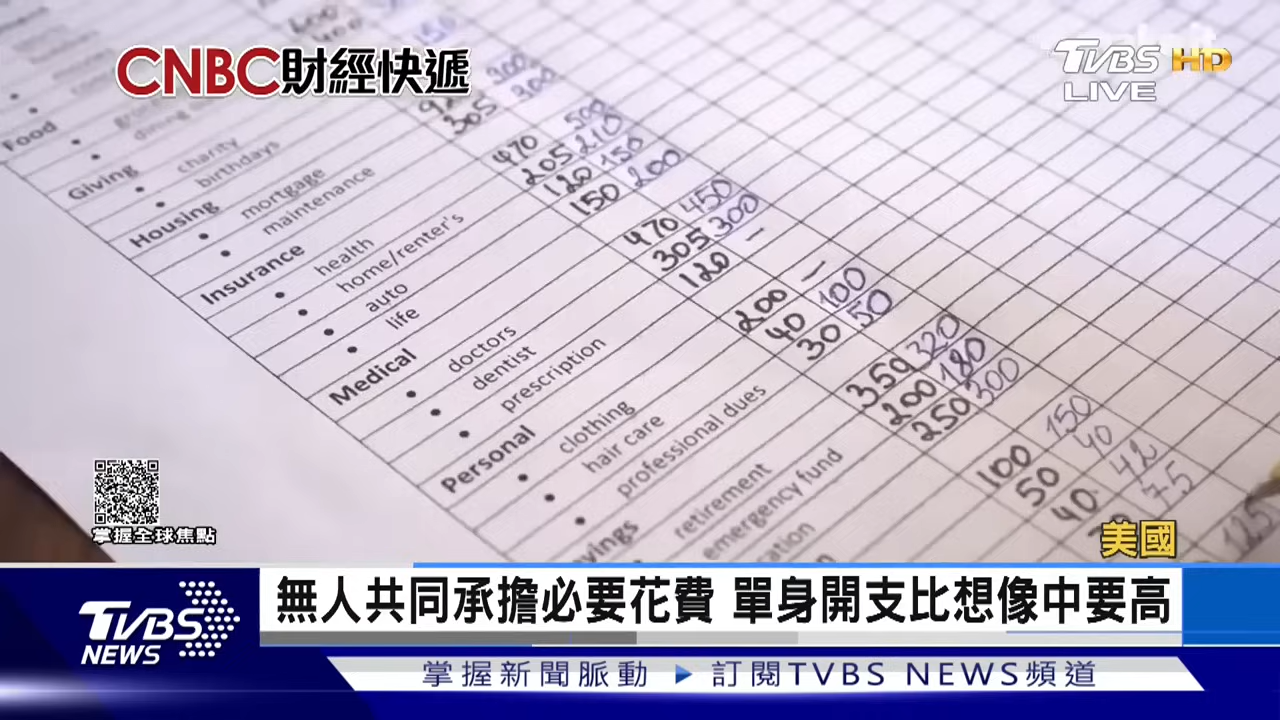 CNBC財經快遞
TVBS HD
LIVE
Food
Giving
charity
birthdays
Housing
mortgage
maintenance
Insurance
health
home/renter's
auto
life
Medical
doctors
dentist
prescription
Personal
clothing
hair care
professional dues
retirement
emergency fund
305 300
470 500
205 210
120 150
150 200
470 450
305 300
120 –
200 –
40 100
30 50
350 320
200 180
250 300
100 150
50 40
40 42
75
125
掌握全球焦點
美國
TVBS NEWS
無人共同承擔必要花費 單身開支比想像中要高
掌握新聞脈動 ▶ 訂閱TVBS NEWS頻道